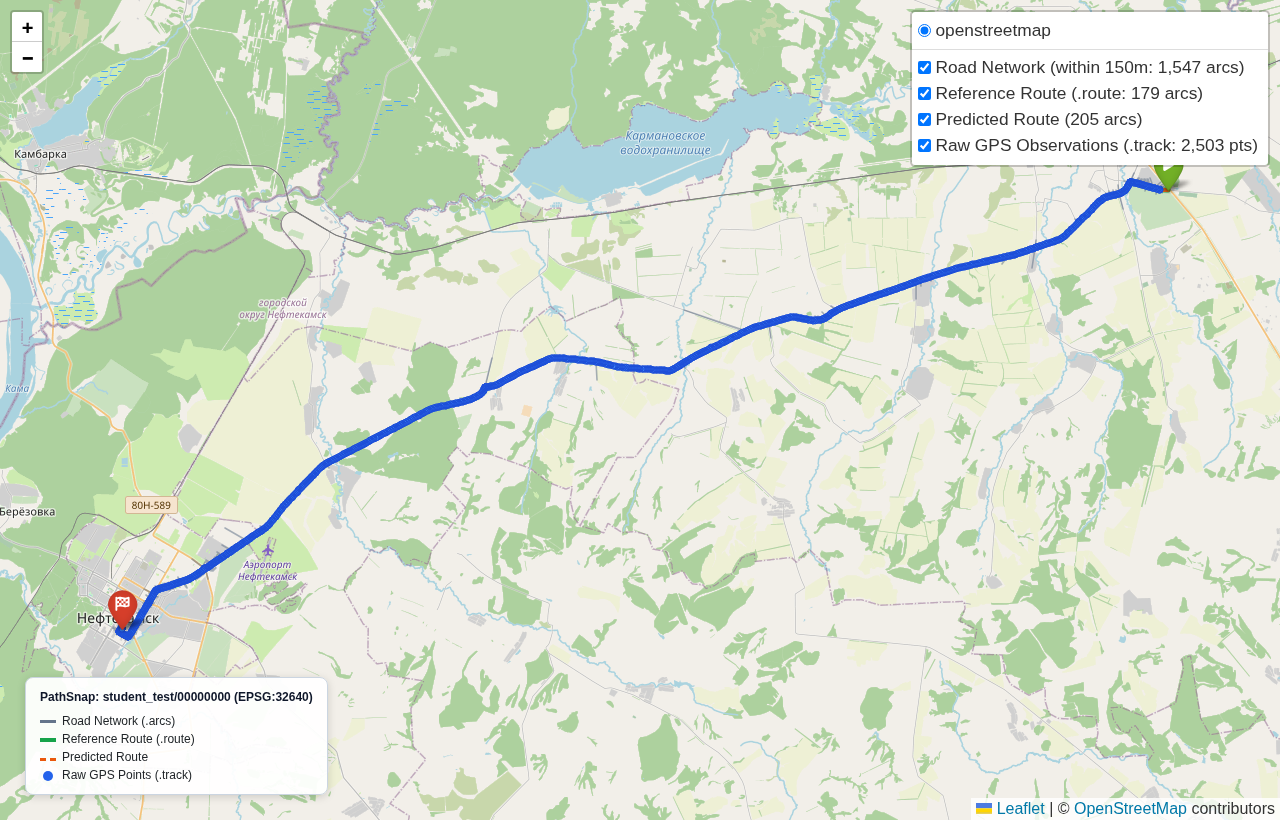 +
−
openstreetmap
Road Network (within 150m: 1,547 arcs)
Reference Route (.route: 179 arcs)
Predicted Route (205 arcs)
Raw GPS Observations (.track: 2,503 pts)
Кармановское
водохранилище
Камбарка
городской
округ Нефтекамск
Кама
80Н-589
Берёзовка
Аэропорт
Нефтекамск
PathSnap: student_test/00000000 (EPSG:32640)
Road Network (.arcs)
Reference Route (.route)
Predicted Route
Raw GPS Points (.track)
Leaflet | © OpenStreetMap contributors